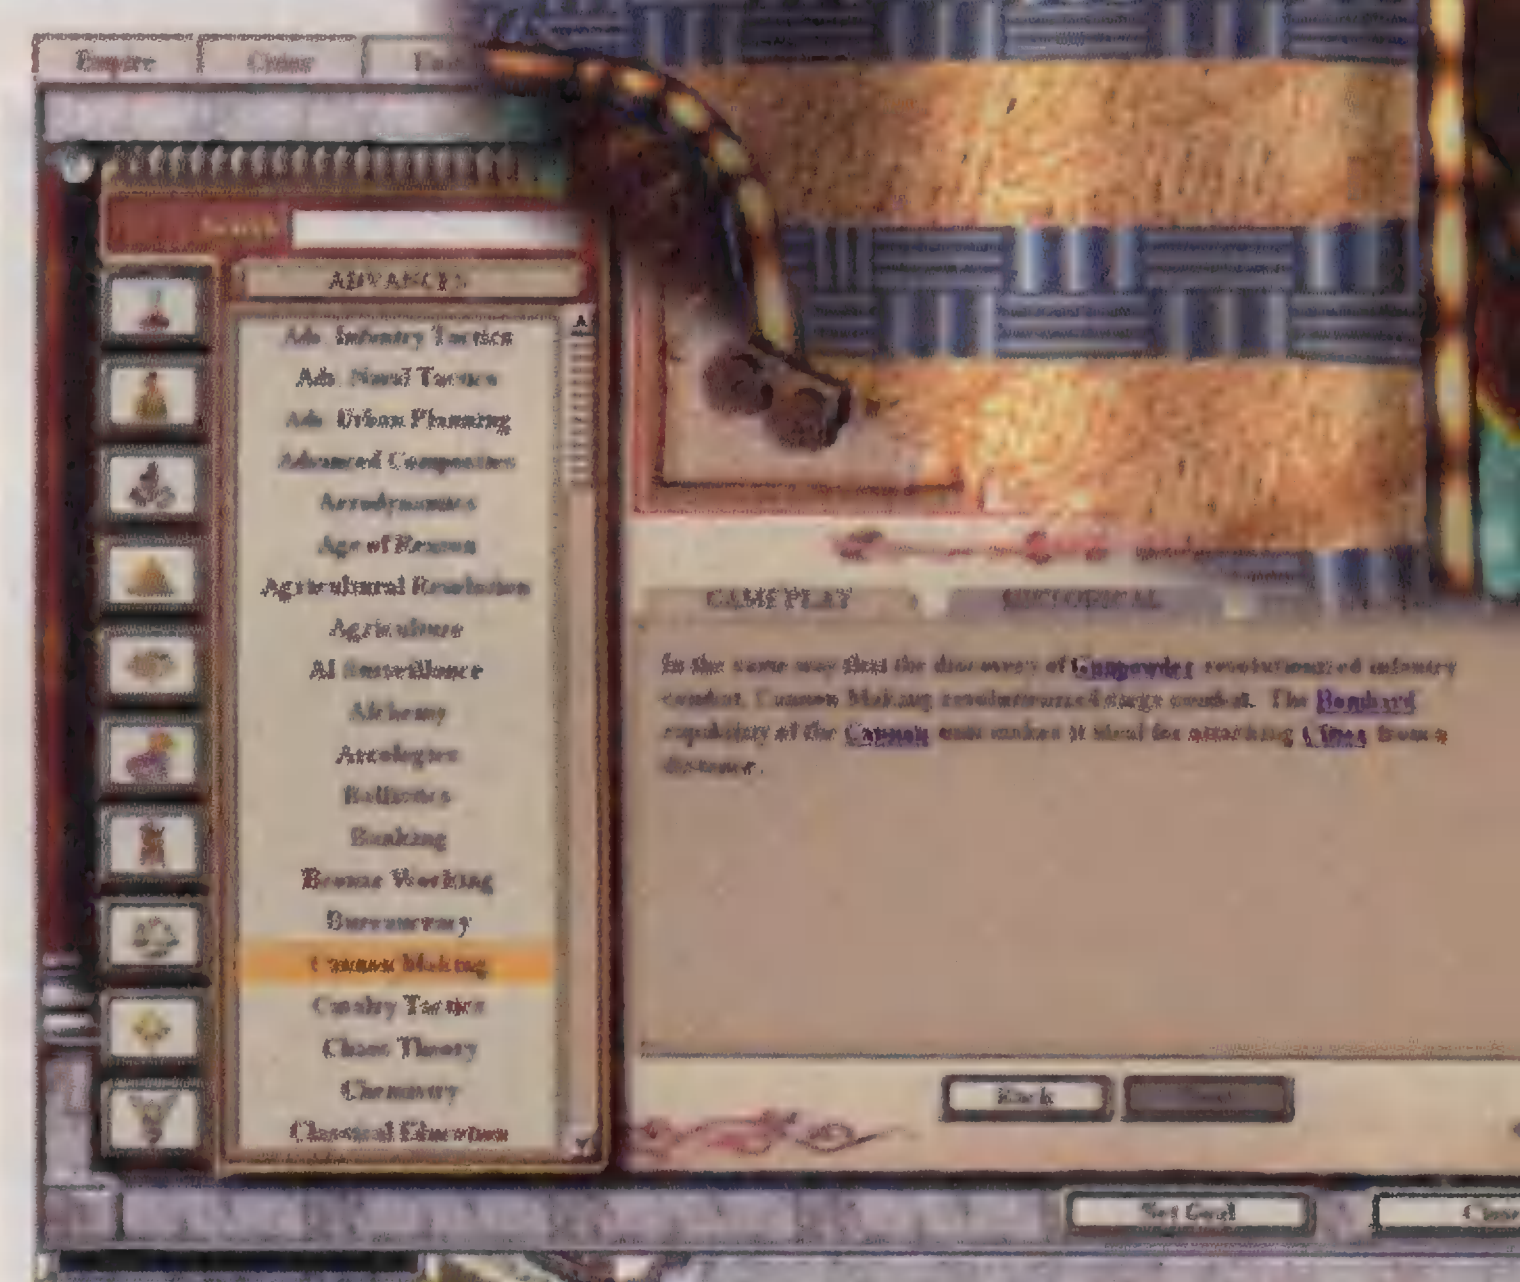 Empire
Cities
Search
ADVANCES
Adv. Infantry Tactics
Adv. Naval Tactics
Adv. Urban Planning
Advanced Composites
Aerodynamics
Age of Reason
Agricultural Revolution
Agriculture
AI Surveillance
Alchemy
Arcologies
Ballistics
Banking
Bronze Working
Bureaucracy
Cannon Making
Cavalry Tactics
Chaos Theory
Chemistry
Classical Education
GAMEPLAY
HISTORICAL
In the same way that the discovery of Gunpowder revolutionized infantry
combat, Cannon Making revolutionized siege combat. The Bombard
capability of the Cannon unit makes it ideal for attacking Cities from a
distance.
Back
Set Goal